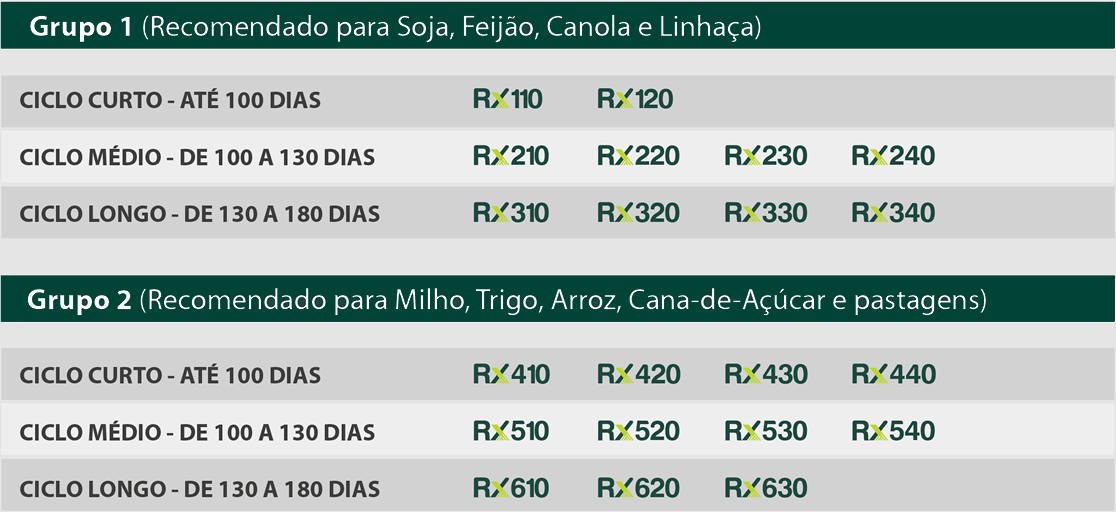 Grupo 1 (Recomendado para Soja, Feijão, Canola e Linhaça)
CICLO CURTO - ATÉ 100 DIAS RX110 RX120
CICLO MÉDIO - DE 100 A 130 DIAS RX210 RX220 RX230 RX240
CICLO LONGO - DE 130 A 180 DIAS RX310 RX320 RX330 RX340
Grupo 2 (Recomendado para Milho, Trigo, Arroz, Cana-de-Açúcar e pastagens)
CICLO CURTO - ATÉ 100 DIAS RX410 RX420 RX430 RX440
CICLO MÉDIO - DE 100 A 130 DIAS RX510 RX520 RX530 RX540
CICLO LONGO - DE 130 A 180 DIAS RX610 RX620 RX630